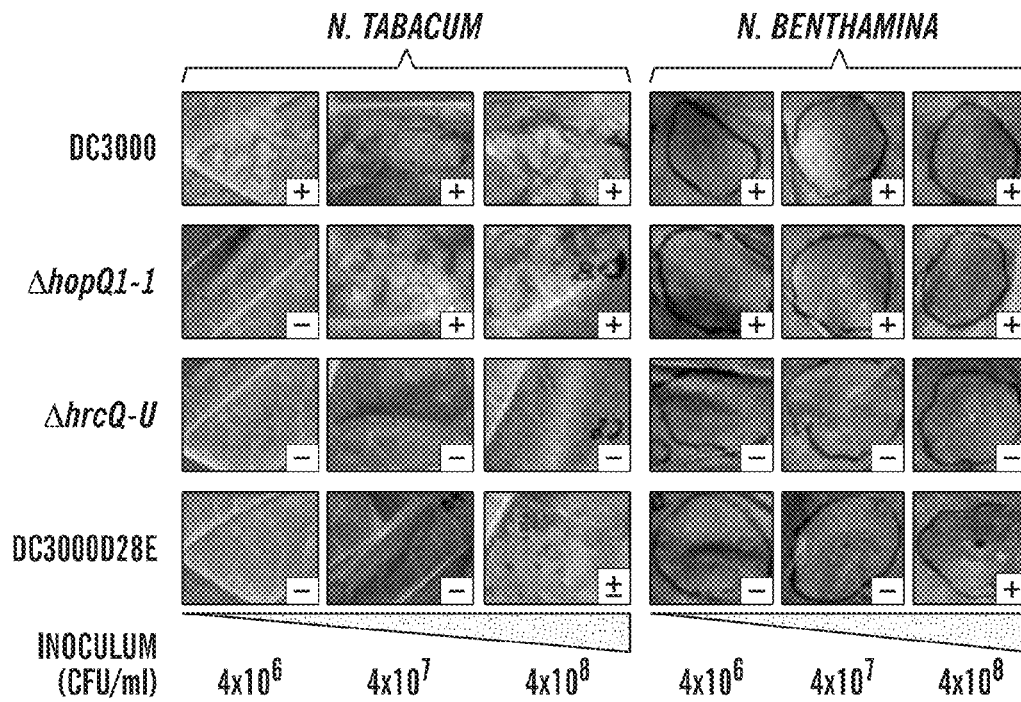 N. TABACUM N. BENTHAMINA
DC3000
+ + + + + +
ΔhopQ1-1
− + + + + +
ΔhrcQ-U
− − − − − −
DC3000D28E
− − ± − − +
INOCULUM
(CFU/ml) 4x10⁶ 4x10⁷ 4x10⁸ 4x10⁶ 4x10⁷ 4x10⁸